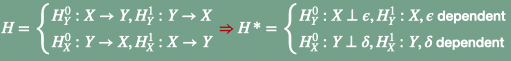 H = { H_Y^0 : X → Y, H_Y^1 : Y → X ⇒ H* = { H_Y^0 : X ⊥ ϵ, H_Y^1 : X, ϵ dependent
H_X^0 : Y → X, H_X^1 : X → Y H_X^0 : Y ⊥ δ, H_X^1 : Y, δ dependent